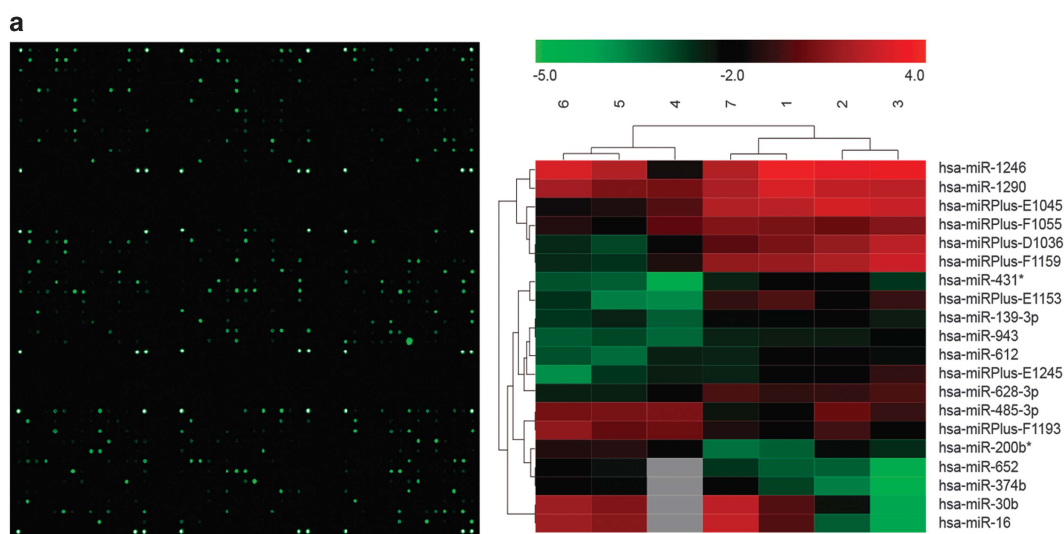 a
-5.0 -2.0 4.0
6 5 4 7 1 2 3
hsa-miR-1246
hsa-miR-1290
hsa-miRPlus-E1045
hsa-miRPlus-F1055
hsa-miRPlus-D1036
hsa-miRPlus-F1159
hsa-miR-431*
hsa-miRPlus-E1153
hsa-miR-139-3p
hsa-miR-943
hsa-miR-612
hsa-miRPlus-E1245
hsa-miR-628-3p
hsa-miR-485-3p
hsa-miRPlus-F1193
hsa-miR-200b*
hsa-miR-652
hsa-miR-374b
hsa-miR-30b
hsa-miR-16